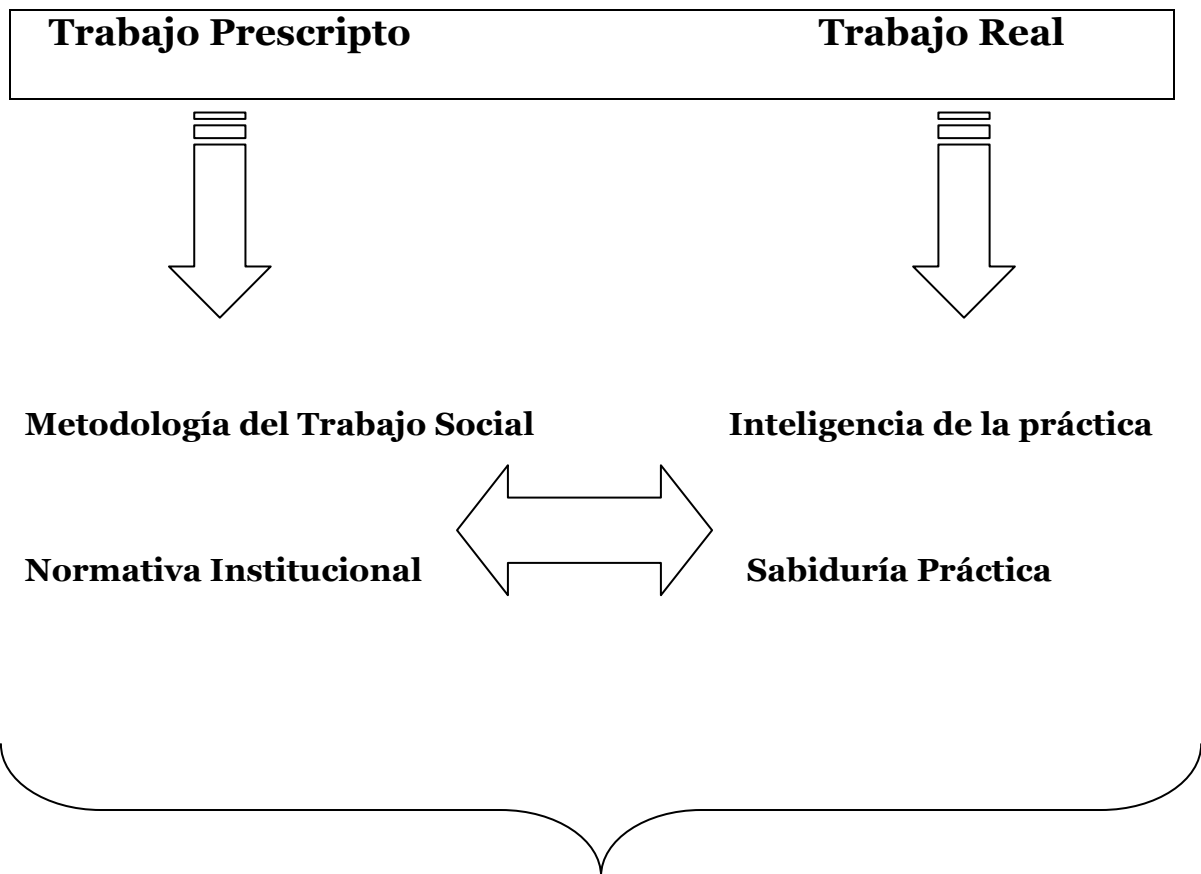 Trabajo Prescripto Trabajo Real
Metodología del Trabajo Social Inteligencia de la práctica
Normativa Institucional Sabiduría Práctica